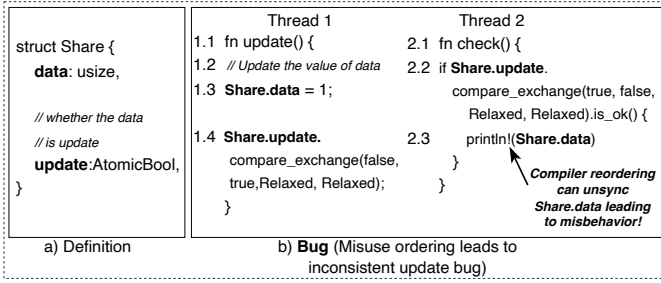 struct Share {
data: usize,
// whether the data
// is update
update:AtomicBool,
}
a) Definition
Thread 1
1.1 fn update() {
1.2 // Update the value of data
1.3 Share.data = 1;
1.4 Share.update.
compare_exchange(false,
true,Relaxed, Relaxed);
}
Thread 2
2.1 fn check() {
2.2 if Share.update.
compare_exchange(true, false,
Relaxed, Relaxed).is_ok() {
2.3 println!(Share.data)
}
}
Compiler reordering
can unsync
Share.data leading
to misbehavior!
b) Bug (Misuse ordering leads to
inconsistent update bug)